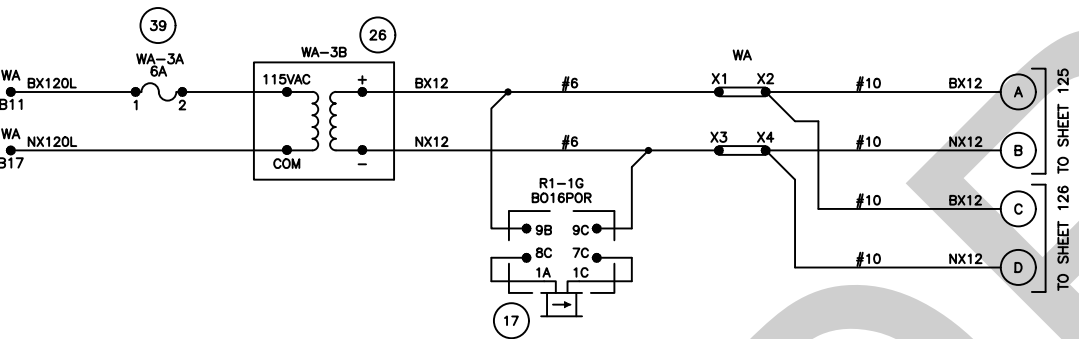 39
26
WA-3A
6A
WA-3B
WA
WA
BX120L
1
2
115VAC
+
BX12
#6
X1
X2
#10
BX12
A
B11
WA
NX120L
COM
-
NX12
#6
X3
X4
#10
NX12
B
B17
TO SHEET 125
R1-1G
BO16POR
9B
9C
8C
7C
1A
1C
17
#10
BX12
C
#10
NX12
D
TO SHEET 126